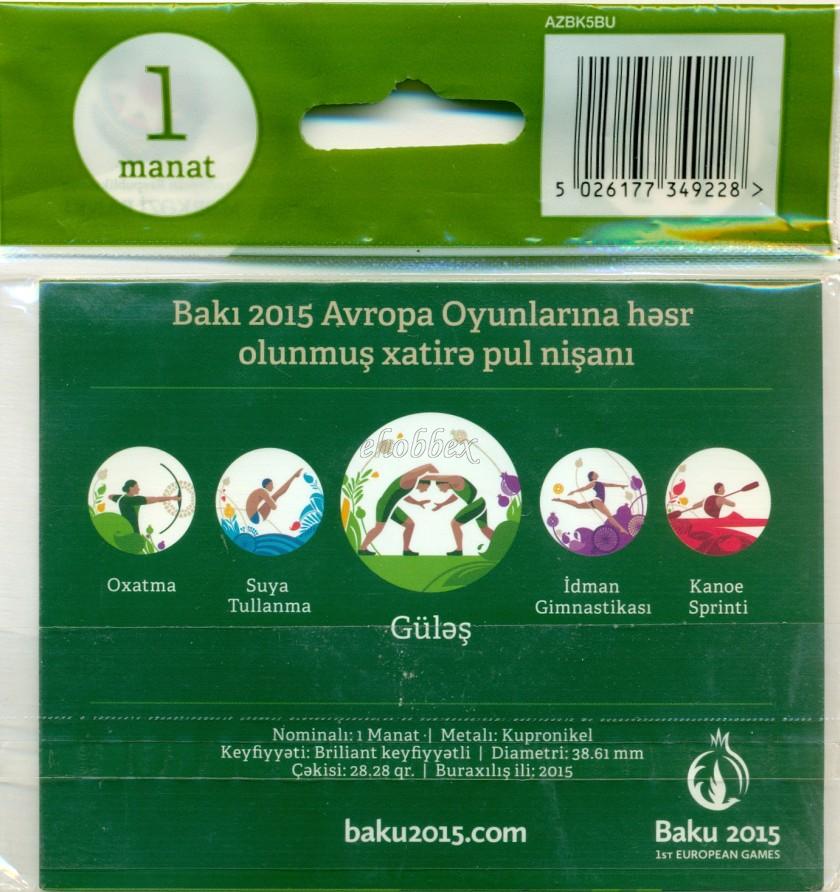 AZBK5BU
1
manat
5 026177 349228 >
Bakı 2015 Avropa Oyunlarına həsr
olunmuş xatirə pul nişanı
ehobbex
Oxatma
Suya
Tullanma
Güləş
İdman
Gimnastikası
Kanoe
Sprinti
Nominalı: 1 Manat | Metalı: Kupronikel
Keyfiyyəti: Briliant keyfiyyətli | Diametri: 38.61 mm
Çəkisi: 28.28 qr. | Buraxılış ili: 2015
baku2015.com
Baku 2015
1ST EUROPEAN GAMES